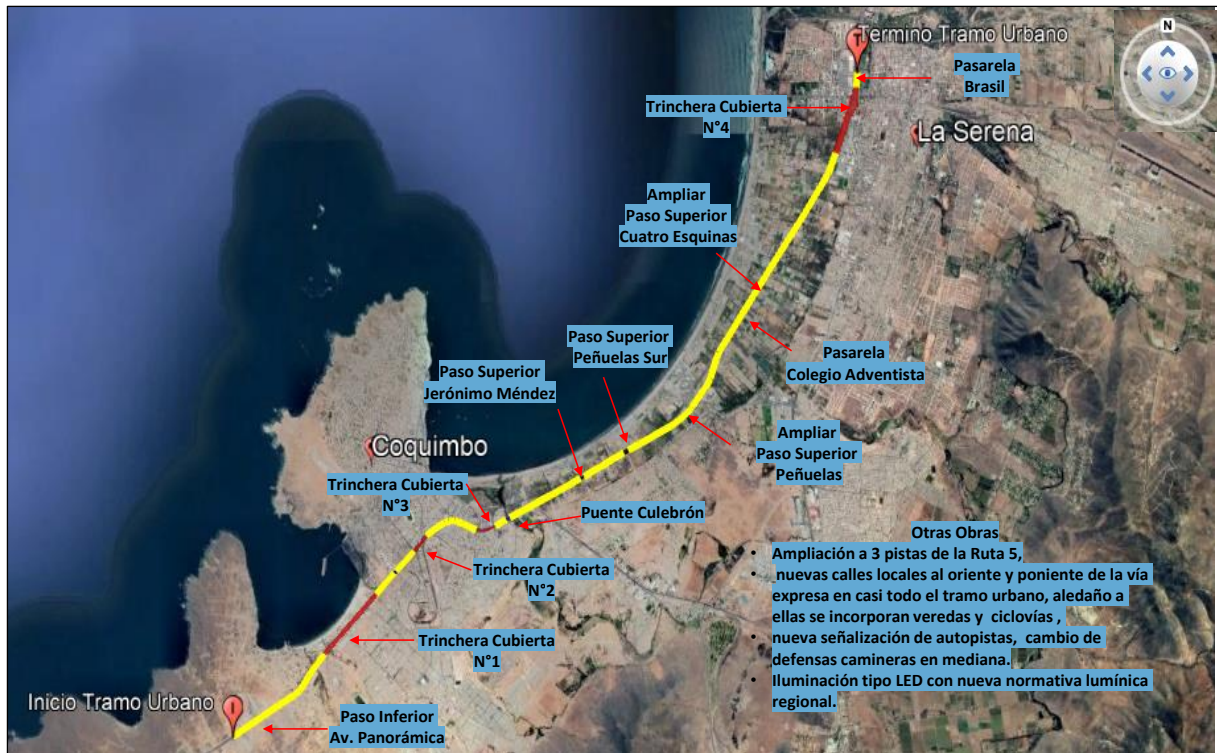 Termino Tramo Urbano
N
Pasarela
Brasil
Trinchera Cubierta
N°4
La Serena
Ampliar
Paso Superior
Cuatro Esquinas
Paso Superior
Peñuelas Sur
Pasarela
Colegio Adventista
Paso Superior
Jerónimo Méndez
Coquimbo
Ampliar
Paso Superior
Peñuelas
Trinchera Cubierta
N°3
Puente Culebrón
Trinchera Cubierta
N°2
Trinchera Cubierta
N°1
Inicio Tramo Urbano
Paso Inferior
Av. Panorámica
Otras Obras
• Ampliación a 3 pistas de la Ruta 5,
• nuevas calles locales al oriente y poniente de la vía
expresa en casi todo el tramo urbano, aledaño a
ellas se incorporan veredas y ciclovías ,
• nueva señalización de autopistas, cambio de
defensas camineras en mediana.
• Iluminación tipo LED con nueva normativa lumínica
regional.